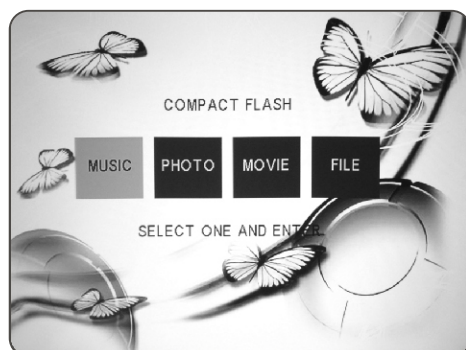 COMPACT FLASH
MUSIC PHOTO MOVIE FILE
SELECT ONE AND ENTER